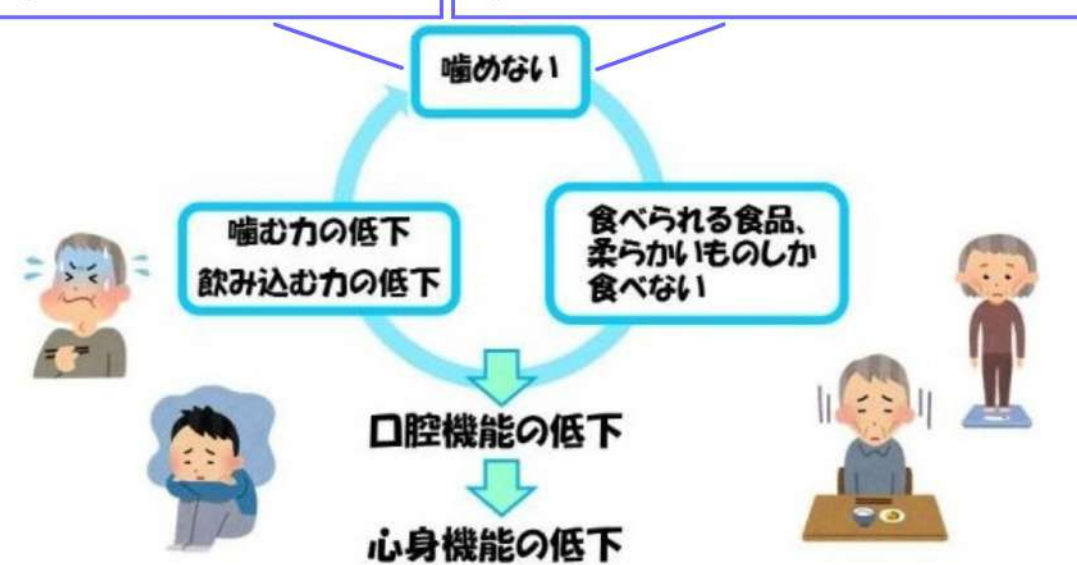 噛めない
食べられる食品、
柔らかいものしか
食べない
噛む力の低下
飲み込む力の低下
口腔機能の低下
心身機能の低下